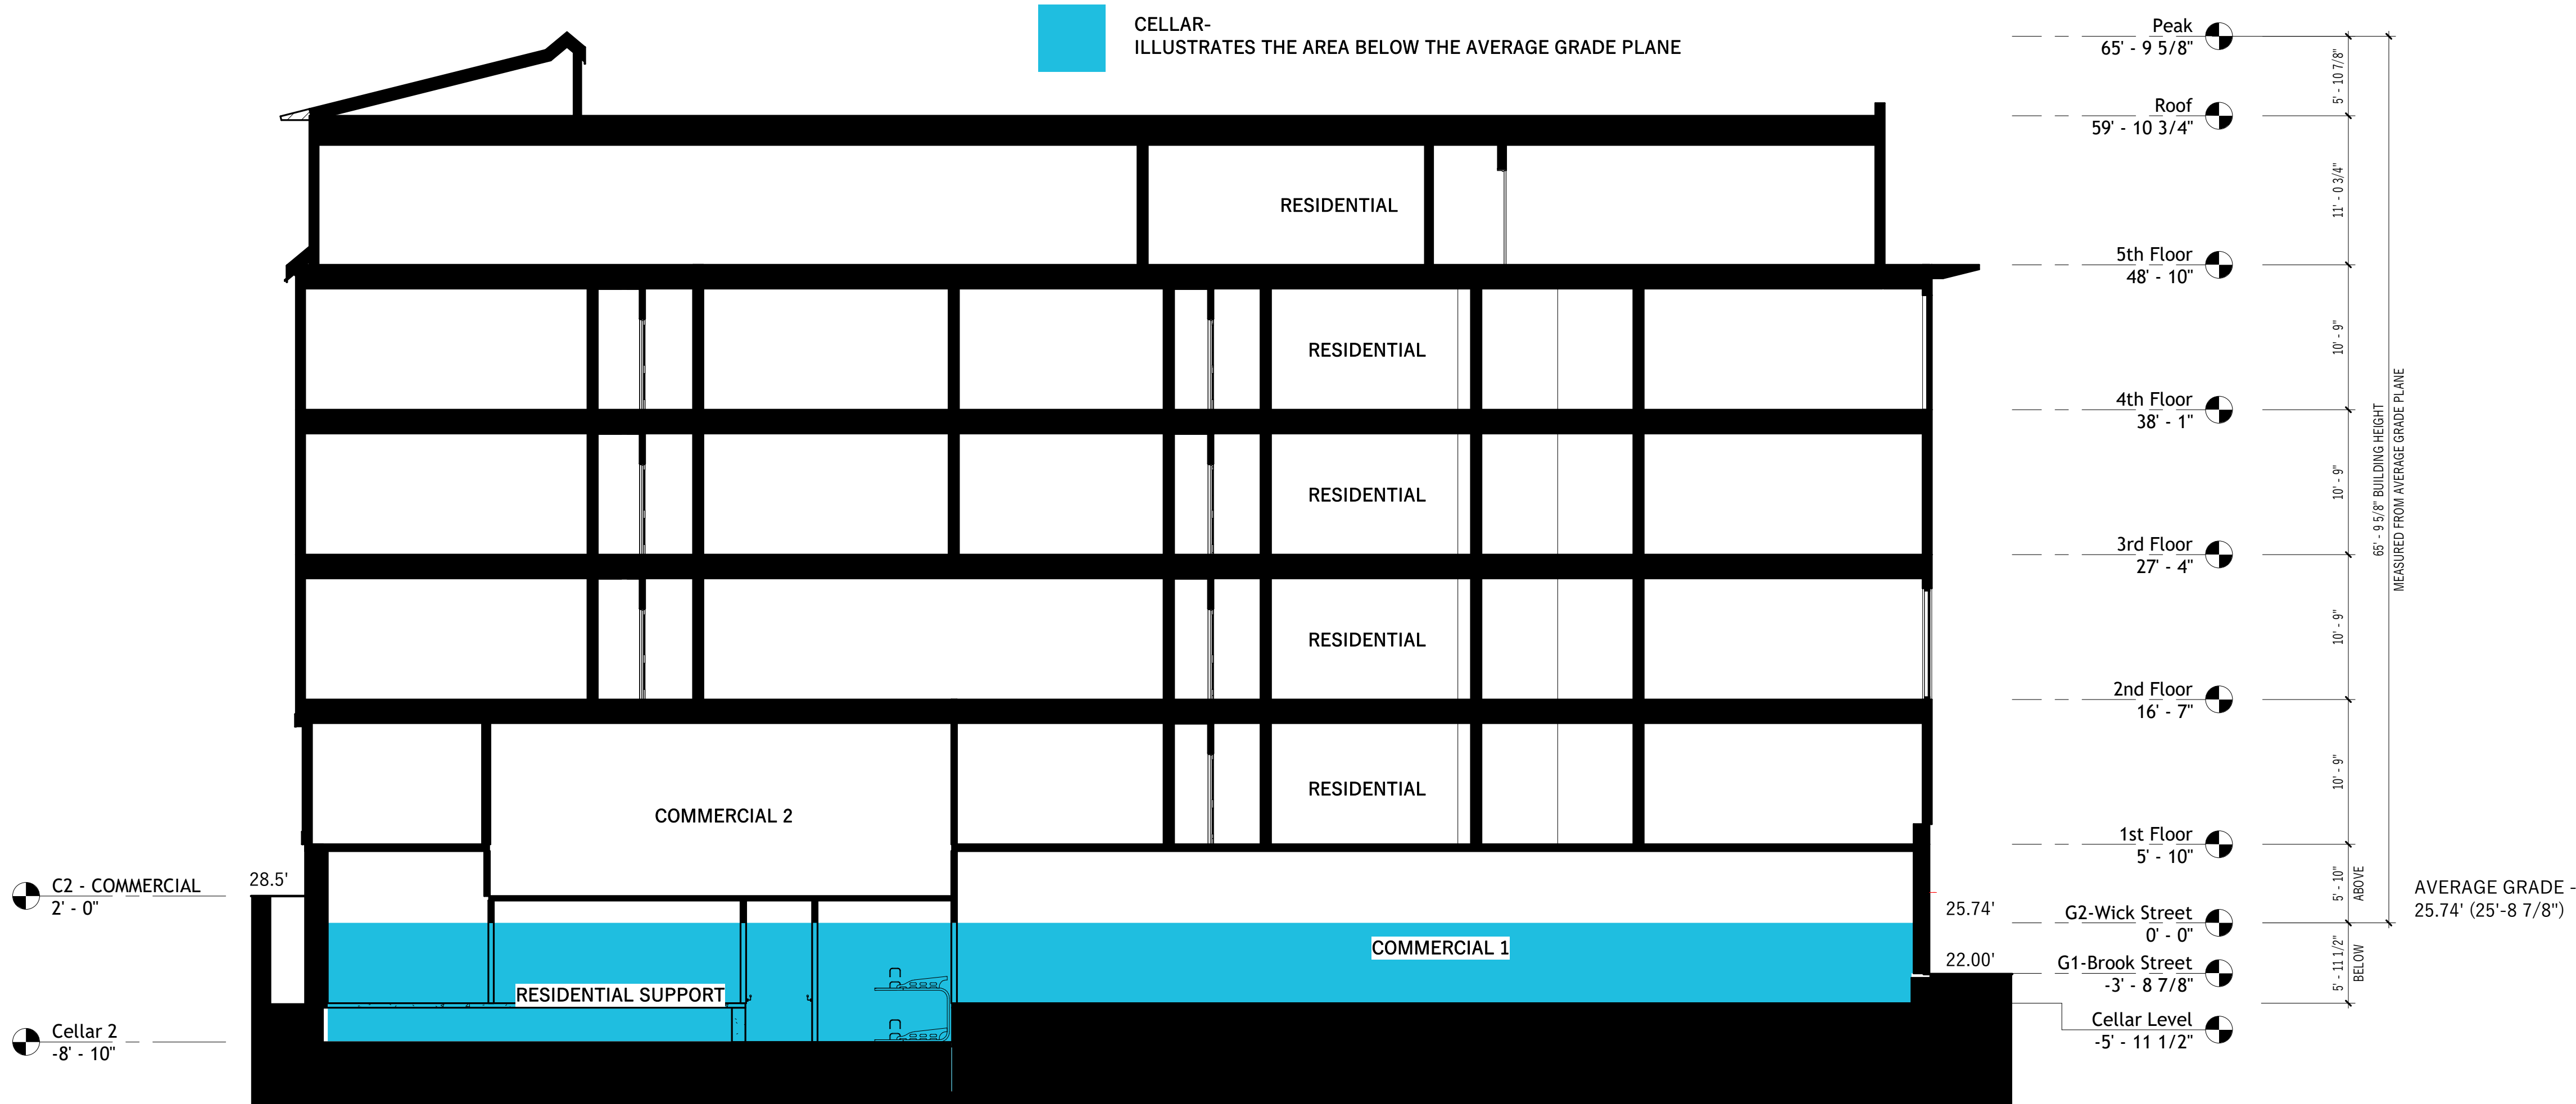 CELLAR-
ILLUSTRATES THE AREA BELOW THE AVERAGE GRADE PLANE
Peak
65' - 9 5/8"
5' - 10 7/8"
Roof
59' - 10 3/4"
11' - 0 3/4"
RESIDENTIAL
5th Floor
48' - 10"
10' - 9"
RESIDENTIAL
4th Floor
38' - 1"
65' - 9 5/8" BUILDING HEIGHT
MEASURED FROM AVERAGE GRADE PLANE
10' - 9"
RESIDENTIAL
3rd Floor
27' - 4"
10' - 9"
RESIDENTIAL
2nd Floor
16' - 7"
10' - 9"
RESIDENTIAL
COMMERCIAL 2
1st Floor
5' - 10"
5' - 10"
ABOVE
C2 - COMMERCIAL
2' - 0"
28.5'
25.74'
G2-Wick Street
0' - 0"
AVERAGE GRADE -
25.74' (25'-8 7/8")
COMMERCIAL 1
22.00'
G1-Brook Street
-3' - 8 7/8"
5' - 11 1/2"
BELOW
RESIDENTIAL SUPPORT
Cellar 2
-8' - 10"
Cellar Level
-5' - 11 1/2"